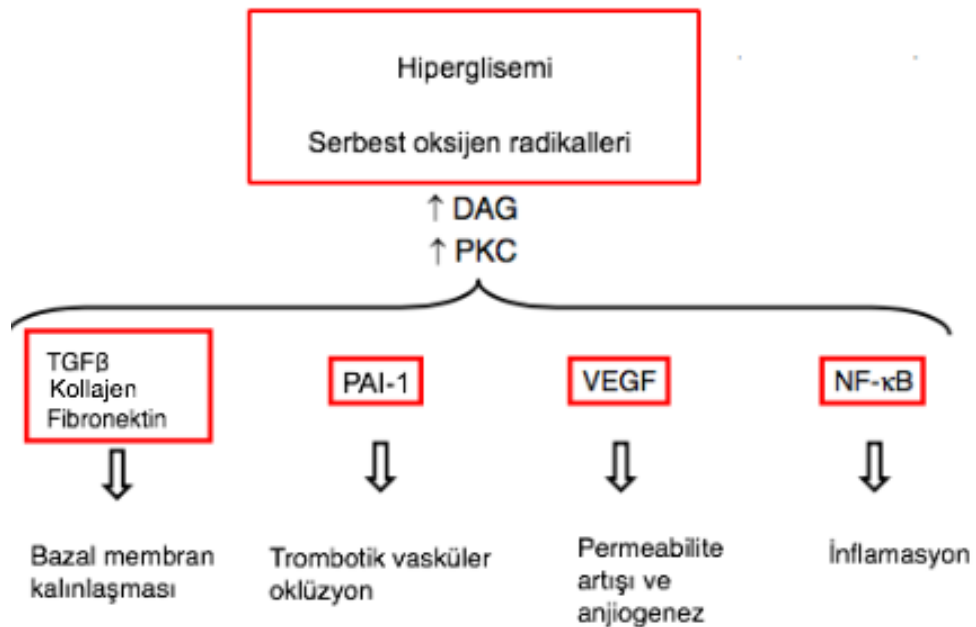 Hiperglisemi
Serbest oksijen radikalleri
↑ DAG
↑ PKC
TGFβ
Kollajen
Fibronektin
PAI-1
VEGF
NF-κB
Bazal membran
kalınlaşması
Trombotik vasküler
oklüzyon
Permeabilite
artışı ve
anjiogenez
İnflamasyon